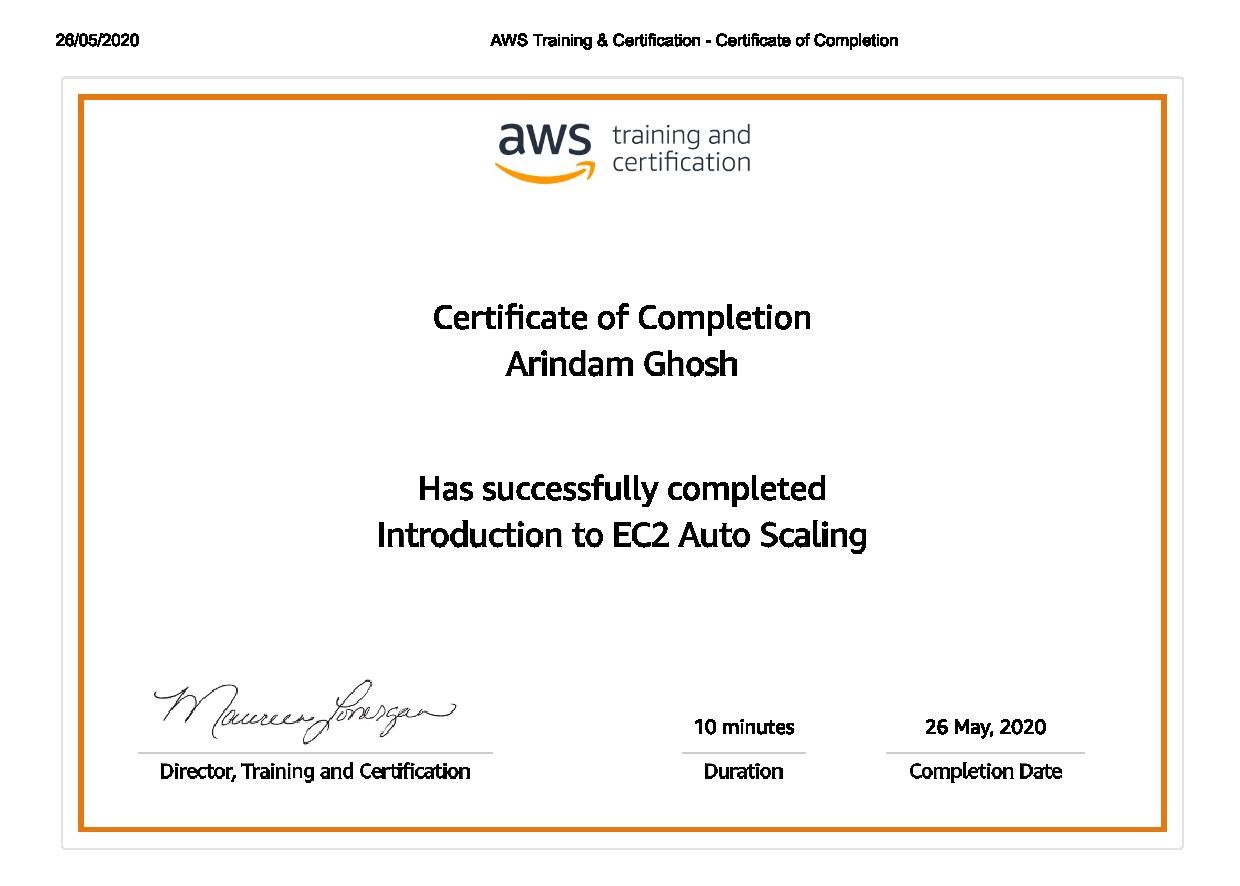 26/05/2020 AWS Training & Certification - Certificate of Completion
aws training and
certification
Certificate of Completion
Arindam Ghosh
Has successfully completed
Introduction to EC2 Auto Scaling
Maureen Lonergan
10 minutes
26 May, 2020
Director, Training and Certification
Duration
Completion Date